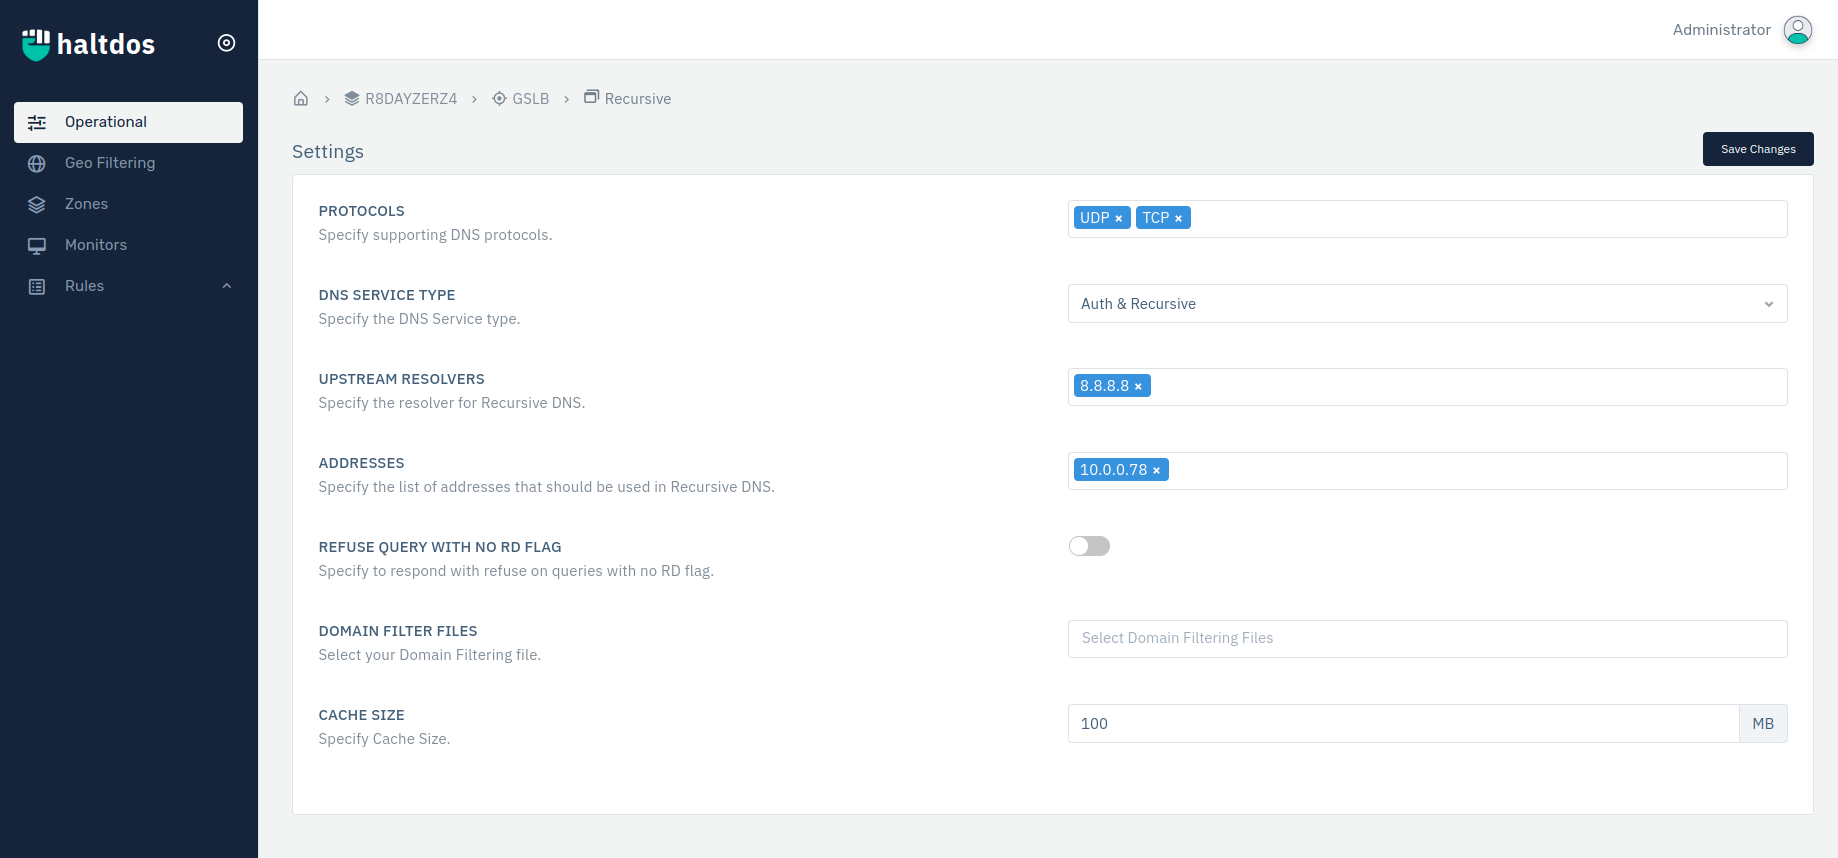 haltdos
Administrator
Operational
Geo Filtering
Zones
Monitors
Rules
R8DAYZERZ4 GSLB Recursive
Settings
Save Changes
PROTOCOLS
Specify supporting DNS protocols.
UDP × TCP ×
DNS SERVICE TYPE
Specify the DNS Service type.
Auth & Recursive
UPSTREAM RESOLVERS
Specify the resolver for Recursive DNS.
8.8.8.8 ×
ADDRESSES
Specify the list of addresses that should be used in Recursive DNS.
10.0.0.78 ×
REFUSE QUERY WITH NO RD FLAG
Specify to respond with refuse on queries with no RD flag.
DOMAIN FILTER FILES
Select your Domain Filtering file.
Select Domain Filtering Files
CACHE SIZE
Specify Cache Size.
100 MB